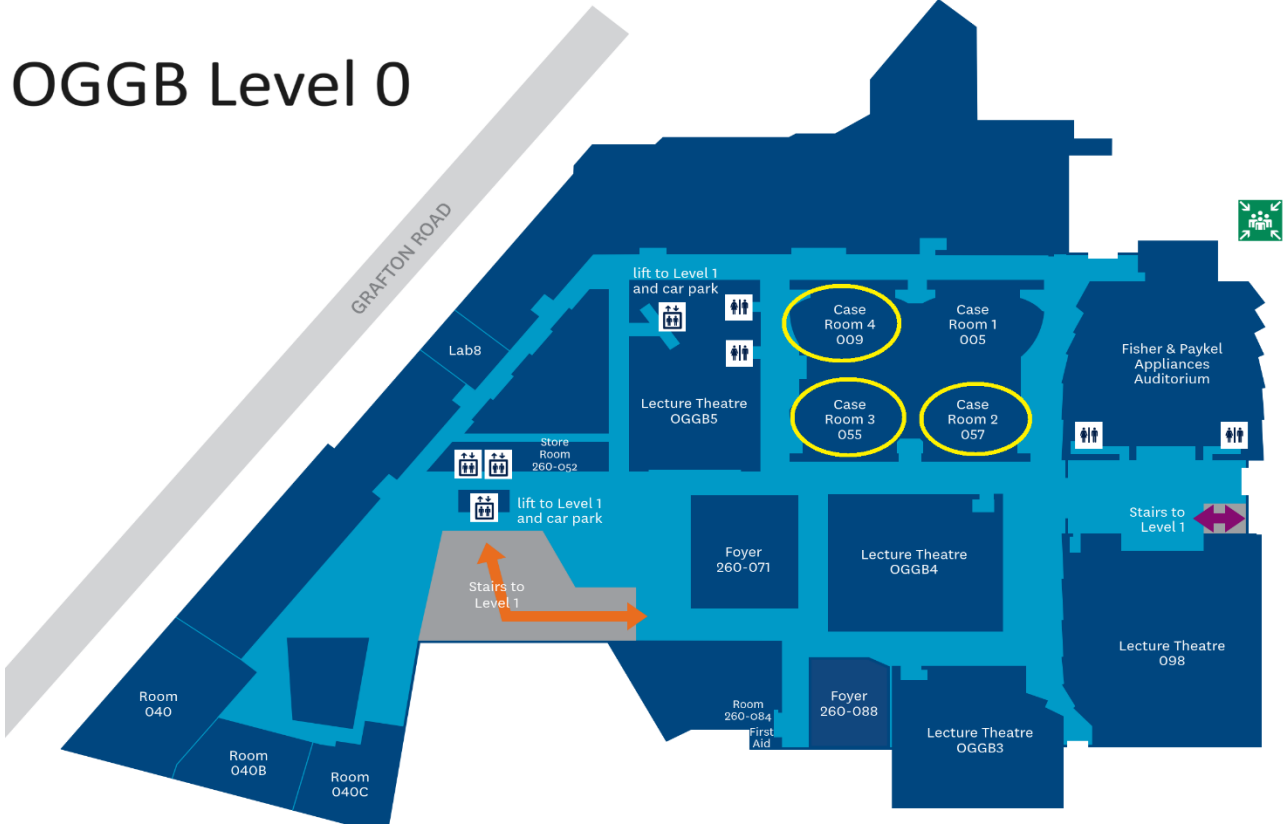 OGGB Level 0
GRAFTON ROAD
lift to Level 1
and car park
Case
Room 4
009
Case
Room 1
005
Lab8
Fisher & Paykel
Appliances
Auditorium
Lecture Theatre
OGGB5
Case
Room 3
055
Case
Room 2
057
Store
Room
260-052
lift to Level 1
and car park
Stairs to
Level 1
Foyer
260-071
Lecture Theatre
OGGB4
Stairs to
Level 1
Lecture Theatre
098
Room
040
Room
260-084
First
Aid
Foyer
260-088
Lecture Theatre
OGGB3
Room
040B
Room
040C